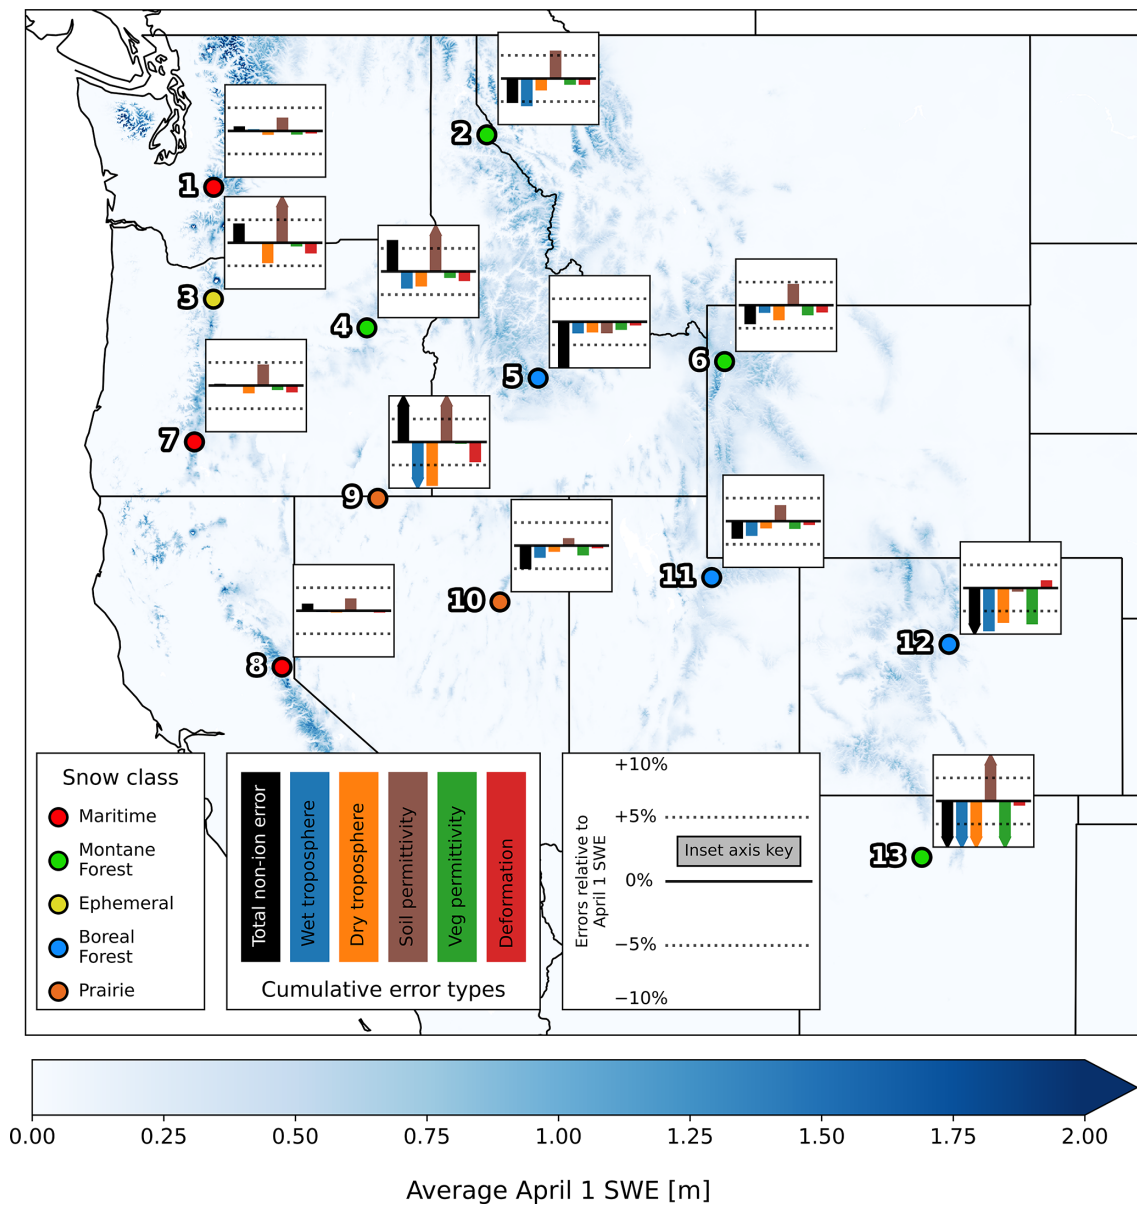 1
2
3
4
5
6
7
8
9
10
11
12
13
Snow class
Maritime
Montane
Forest
Ephemeral
Boreal
Forest
Prairie
Total non-ion error
Wet troposphere
Dry troposphere
Soil permittivity
Veg permittivity
Deformation
Cumulative error types
Errors relative to
April 1 SWE
+10%
+5%
Inset axis key
0%
−5%
−10%
0.00 0.25 0.50 0.75 1.00 1.25 1.50 1.75 2.00
Average April 1 SWE [m]